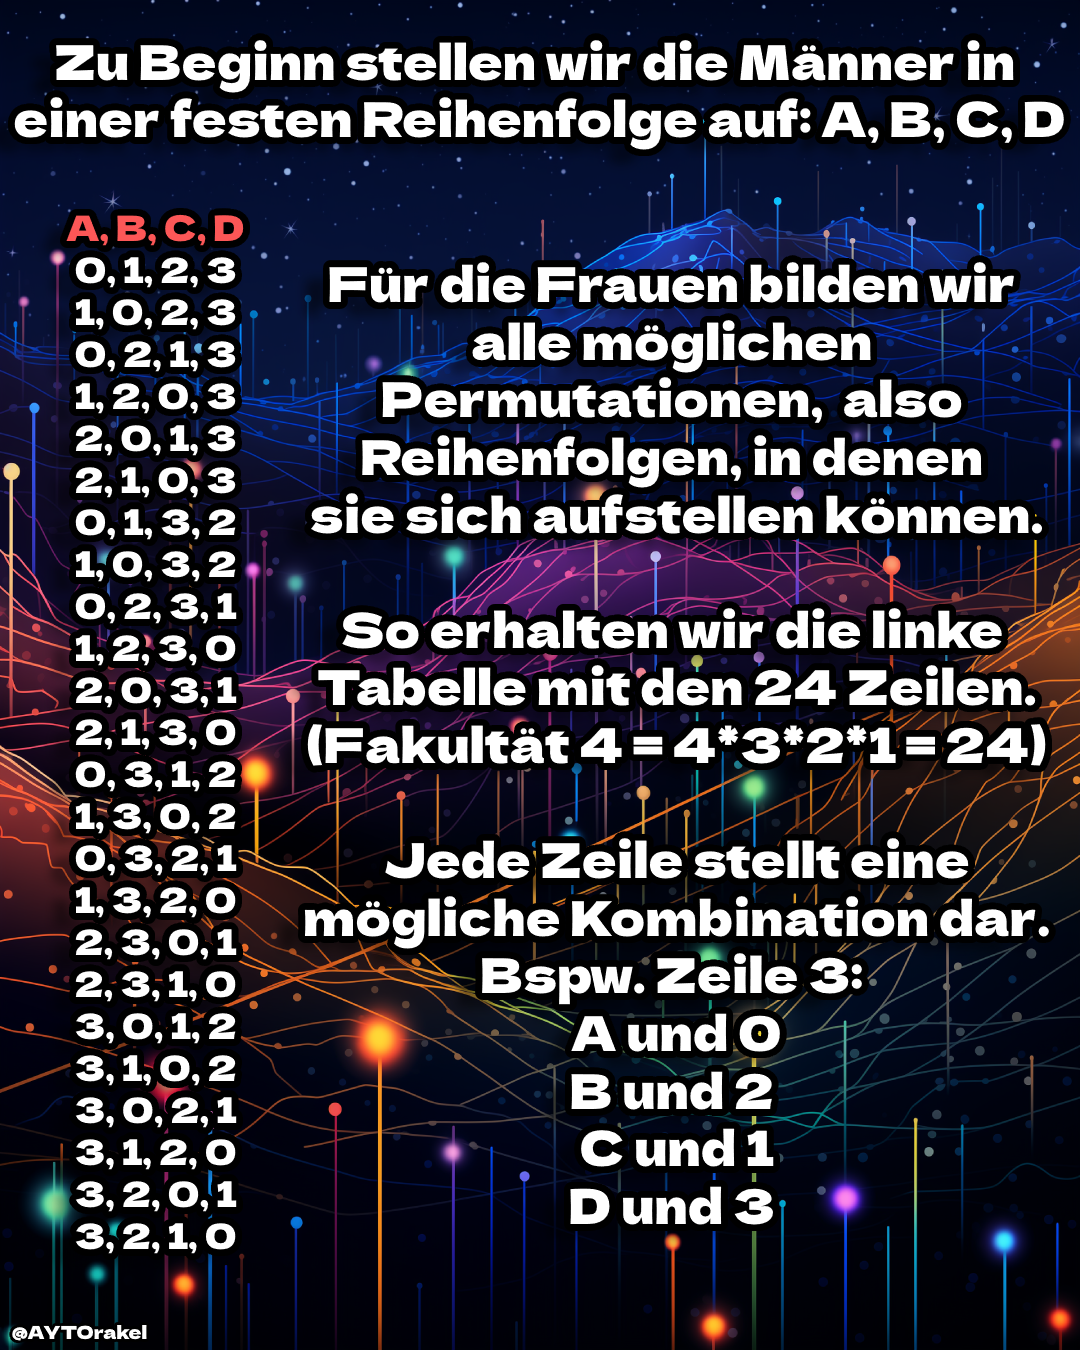 Zu Beginn stellen wir die Männer in
einer festen Reihenfolge auf: A, B, C, D
A, B, C, D
0, 1, 2, 3
1, 0, 2, 3
0, 2, 1, 3
1, 2, 0, 3
2, 0, 1, 3
2, 1, 0, 3
0, 1, 3, 2
1, 0, 3, 2
0, 2, 3, 1
1, 2, 3, 0
2, 0, 3, 1
2, 1, 3, 0
0, 3, 1, 2
1, 3, 0, 2
0, 3, 2, 1
1, 3, 2, 0
2, 3, 0, 1
2, 3, 1, 0
3, 0, 1, 2
3, 1, 0, 2
3, 0, 2, 1
3, 1, 2, 0
3, 2, 0, 1
3, 2, 1, 0
Für die Frauen bilden wir
alle möglichen
Permutationen, also
Reihenfolgen, in denen
sie sich aufstellen können.
So erhalten wir die linke
Tabelle mit den 24 Zeilen.
(Fakultät 4 = 4*3*2*1 = 24)
Jede Zeile stellt eine
mögliche Kombination dar.
Bspw. Zeile 3:
A und 0
B und 2
C und 1
D und 3
@AYTOrakel